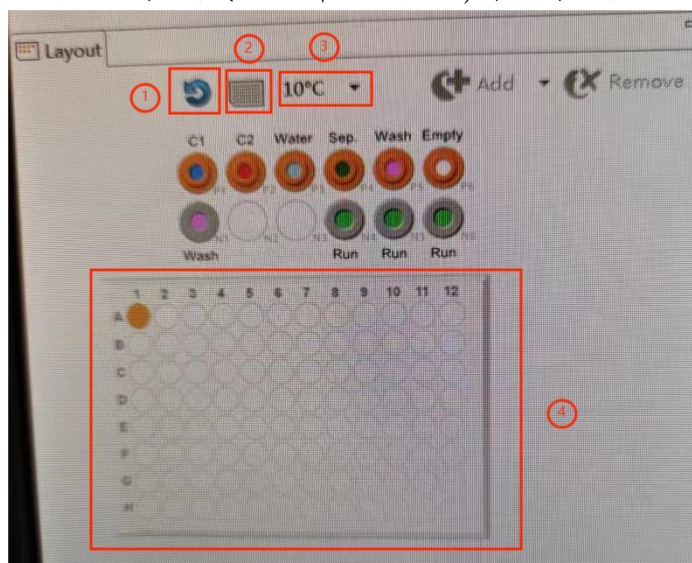 Layout
1
2
3
10°C
Add
Remove
C1 C2 Water Sep. Wash Empty
P1 P2 P3 P4 P5 P6
N1 N2 N3 N4 N5 N6
Wash Run Run Run
1 2 3 4 5 6 7 8 9 10 11 12
A
B
C
D
E
F
G
H
4